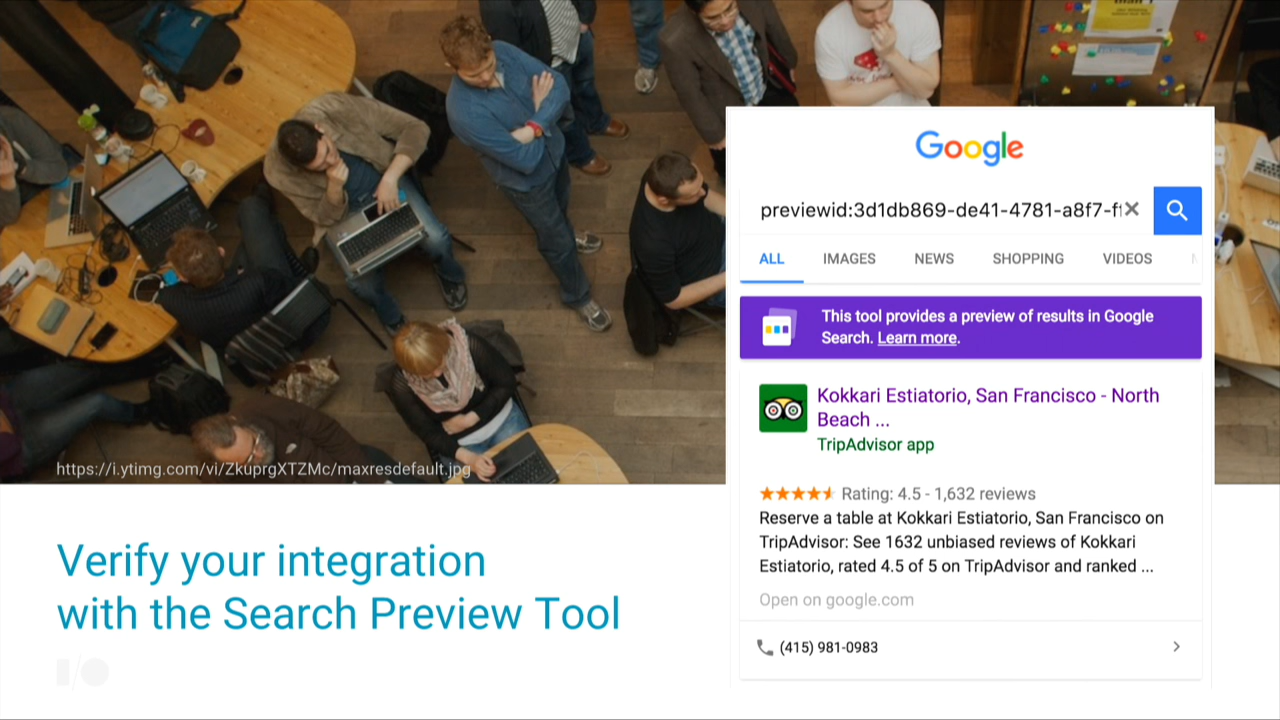 Google
previewid:3d1db869-de41-4781-a8f7-f
ALL IMAGES NEWS SHOPPING VIDEOS
This tool provides a preview of results in Google
Search. Learn more.
Kokkari Estiatorio, San Francisco - North
Beach ...
TripAdvisor app
Rating: 4.5 - 1,632 reviews
Reserve a table at Kokkari Estiatorio, San Francisco on
TripAdvisor: See 1632 unbiased reviews of Kokkari
Estiatorio, rated 4.5 of 5 on TripAdvisor and ranked ...
Open on google.com
(415) 981-0983
https://i.ytimg.com/vi/ZkuprgXTZMc/maxresdefault.jpg
Verify your integration
with the Search Preview Tool
I/O